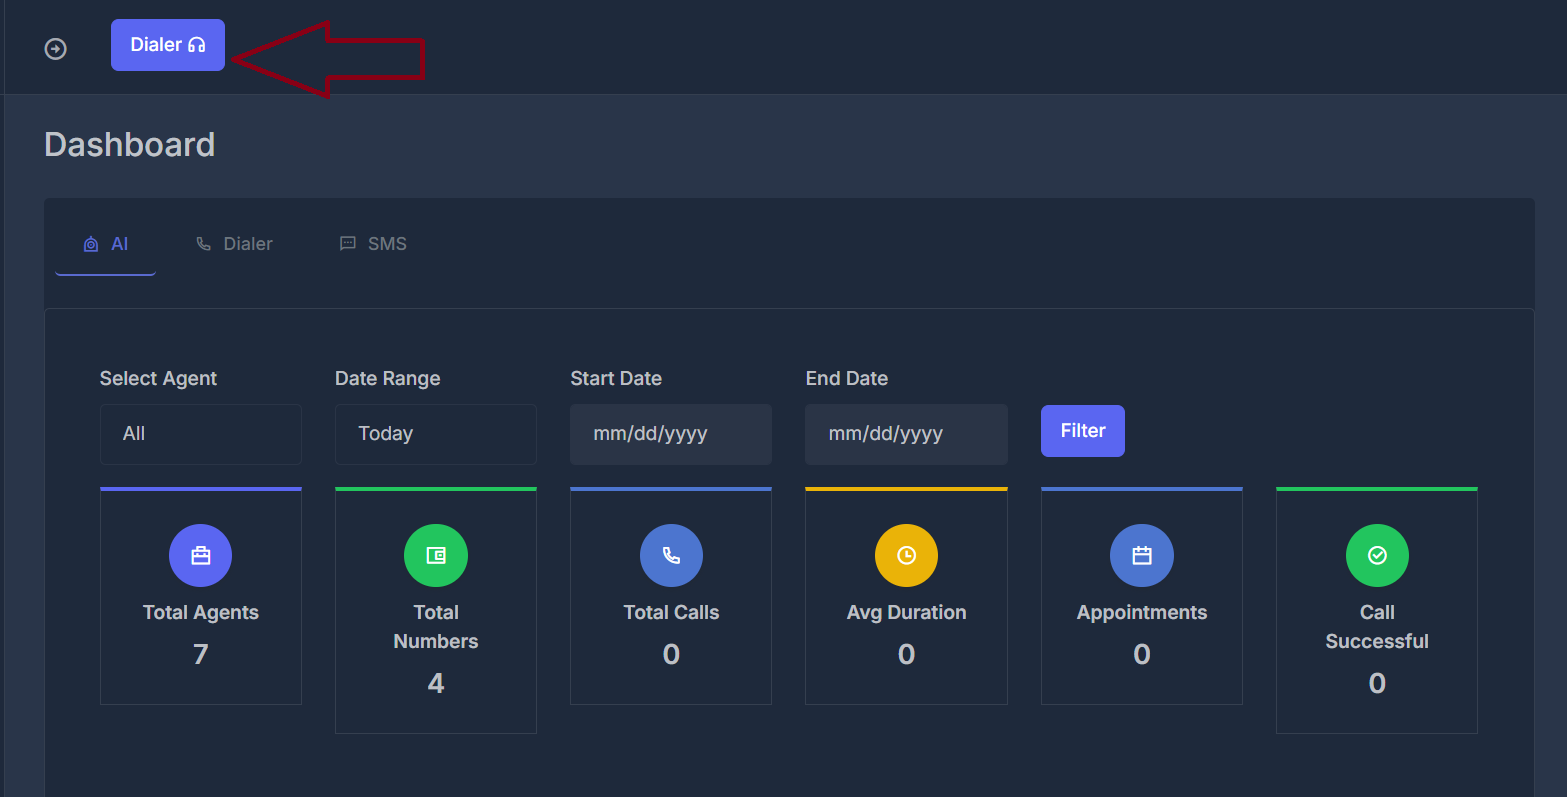 Dialer
Dashboard
AI Dialer SMS
Select Agent Date Range Start Date End Date
All Today mm/dd/yyyy mm/dd/yyyy Filter
Total Agents
7
Total
Numbers
4
Total Calls
0
Avg Duration
0
Appointments
0
Call
Successful
0